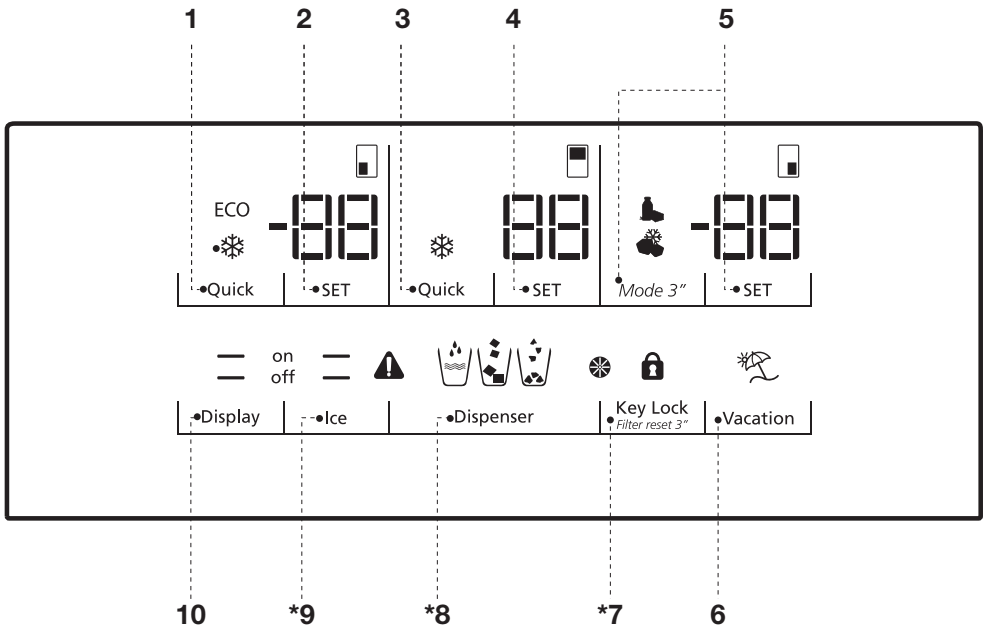 1 2 3 4 5
ECO
-88 88 -88
Quick SET Quick SET Mode 3" SET
on
off
Display Ice Dispenser Key Lock Vacation
Filter reset 3"
10 *9 *8 *7 6